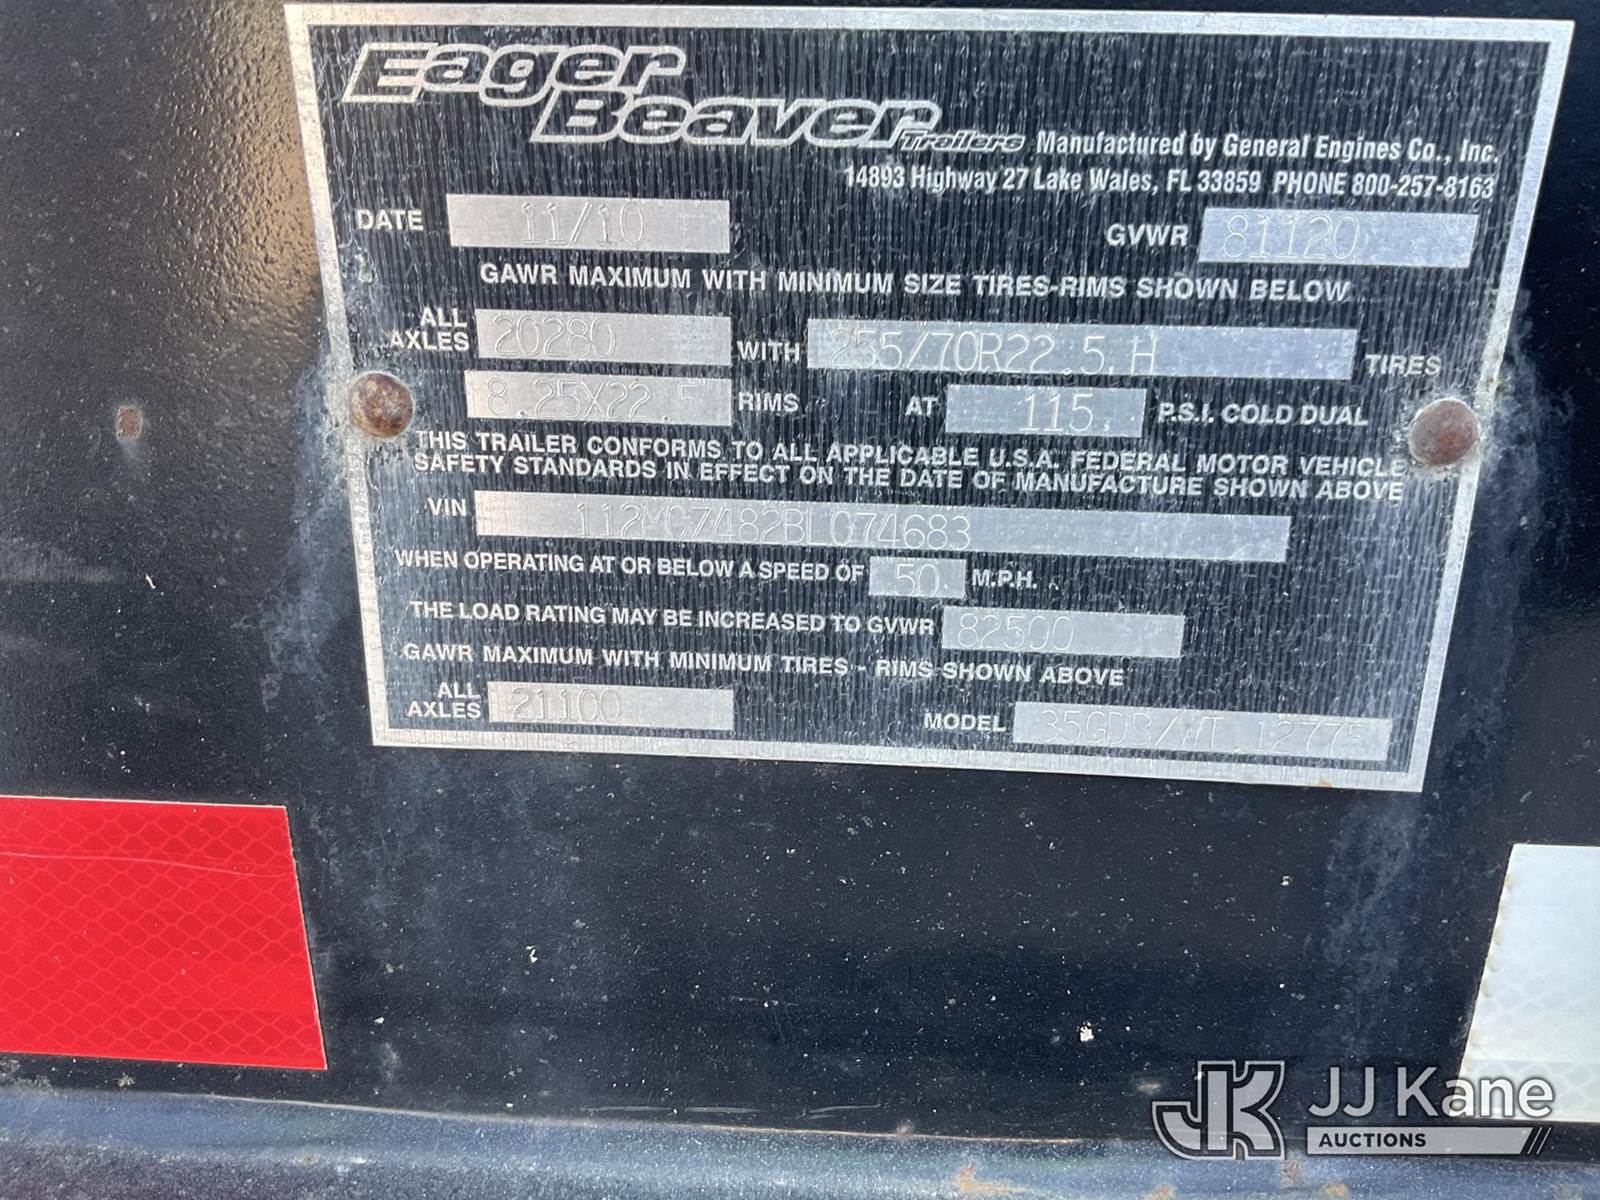 Eager
Beaver
Trailers Manufactured by General Engines Co., Inc.
14893 Highway 27 Lake Wales, FL 33859 PHONE 800-257-8163
DATE 11/10 GVWR 81120
GAWR MAXIMUM WITH MINIMUM SIZE TIRES-RIMS SHOWN BELOW
ALL AXLES 20280 WITH 255/70R22.5,H TIRES
8.25X22.5 RIMS AT 115, P.S.I. COLD DUAL
THIS TRAILER CONFORMS TO ALL APPLICABLE U.S.A. FEDERAL MOTOR VEHICLE
SAFETY STANDARDS IN EFFECT ON THE DATE OF MANUFACTURE SHOWN ABOVE
VIN 112MC7482BL074683
WHEN OPERATING AT OR BELOW A SPEED OF 50 M.P.H.
THE LOAD RATING MAY BE INCREASED TO GVWR 82500
GAWR MAXIMUM WITH MINIMUM TIRES - RIMS SHOWN ABOVE
ALL AXLES 21100 MODEL 35GDB/WT,12775
JK JJ Kane
AUCTIONS